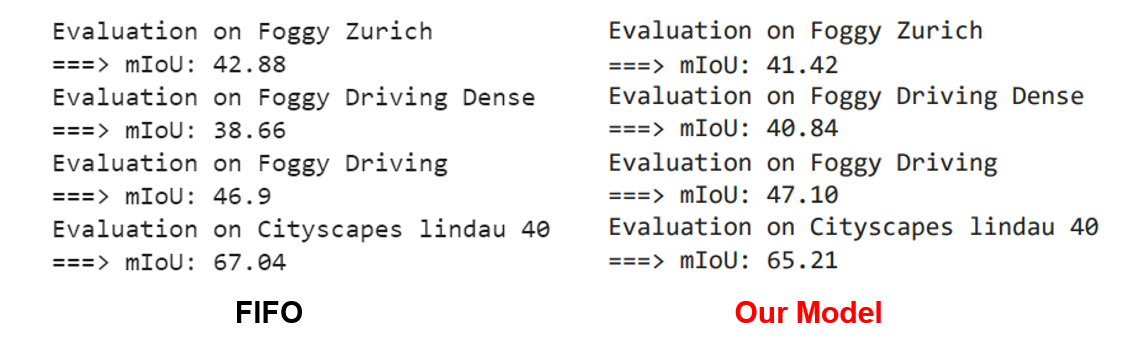 Evaluation on Foggy Zurich
===> mIoU: 42.88
Evaluation on Foggy Driving Dense
===> mIoU: 38.66
Evaluation on Foggy Driving
===> mIoU: 46.9
Evaluation on Cityscapes lindau 40
===> mIoU: 67.04
FIFO
Evaluation on Foggy Zurich
===> mIoU: 41.42
Evaluation on Foggy Driving Dense
===> mIoU: 40.84
Evaluation on Foggy Driving
===> mIoU: 47.10
Evaluation on Cityscapes lindau 40
===> mIoU: 65.21
Our Model